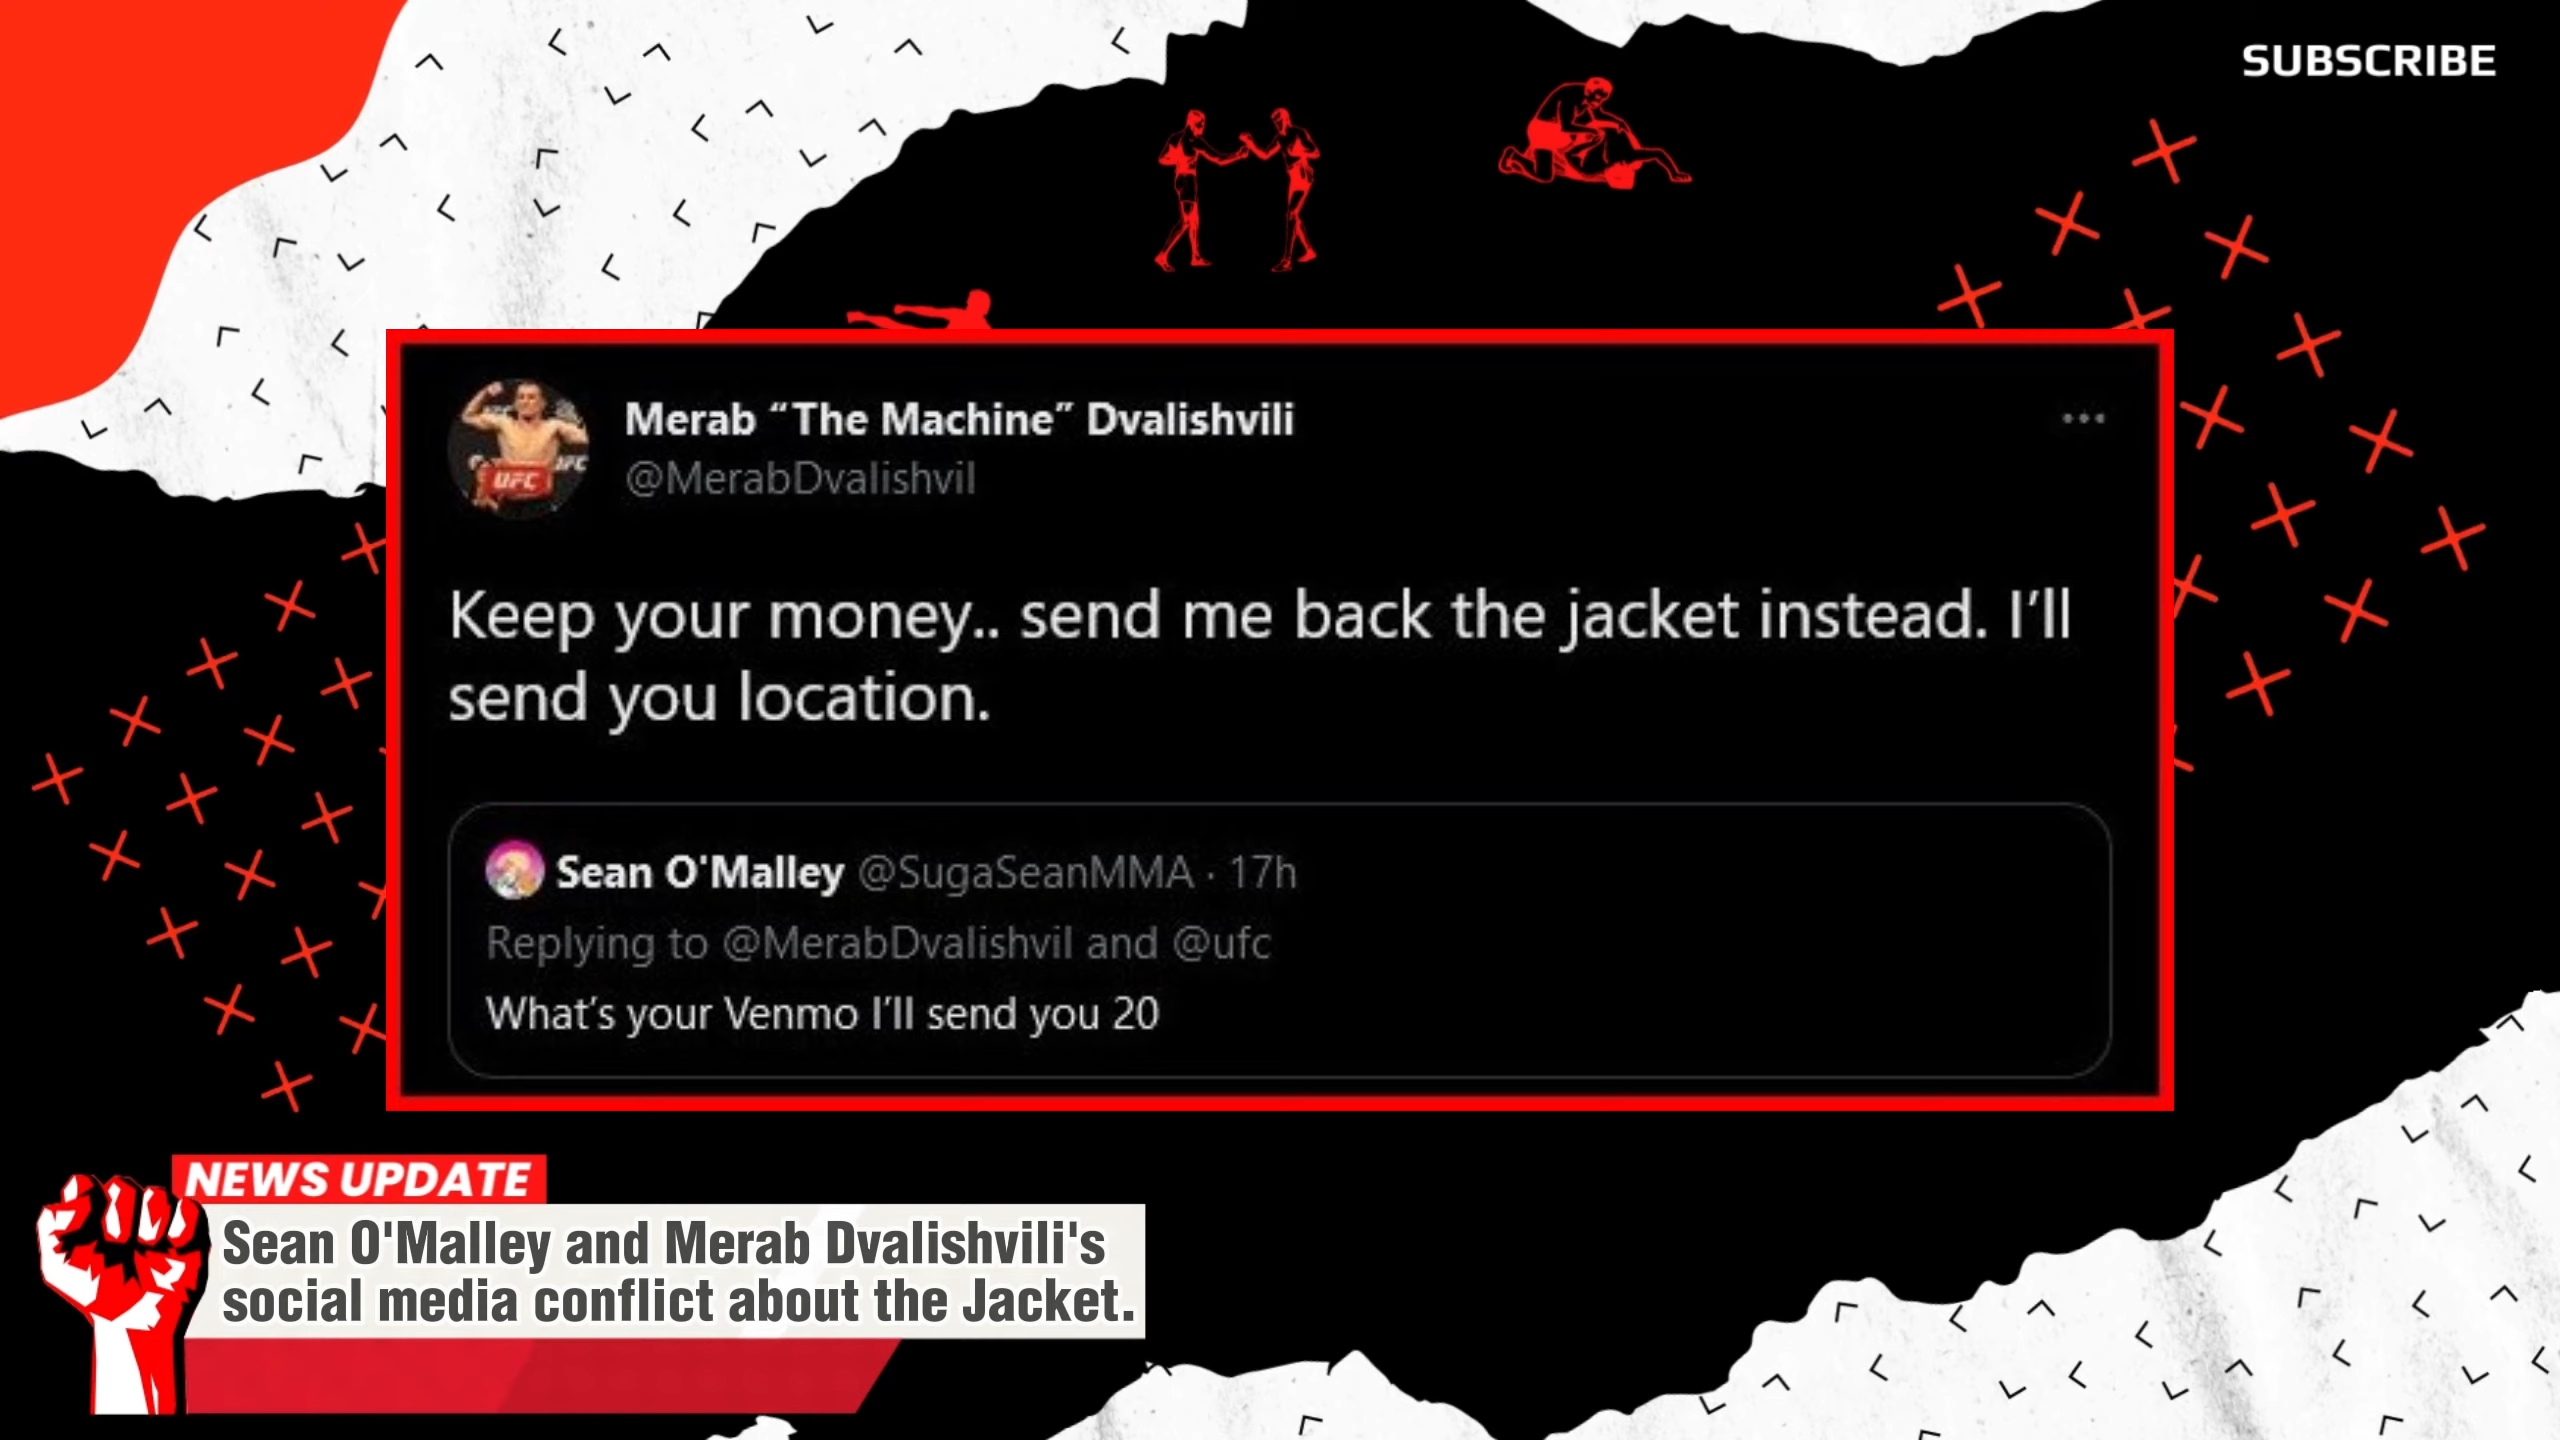 SUBSCRIBE
Merab “The Machine” Dvalishvili
@MerabDvalishvil
UFC
Keep your money.. send me back the jacket instead. I’ll
send you location.
Sean O'Malley @SugaSeanMMA · 17h
Replying to @MerabDvalishvil and @ufc
What’s your Venmo I’ll send you 20
NEWS UPDATE
Sean O'Malley and Merab Dvalishvili's
social media conflict about the Jacket.